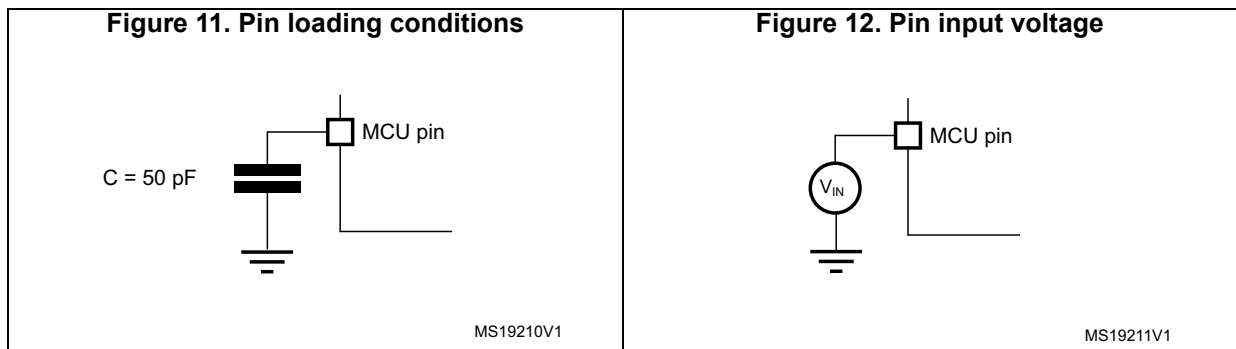 Figure 11. Pin loading conditions
MCU pin
C = 50 pF
MS19210V1
Figure 12. Pin input voltage
MCU pin
VIN
MS19211V1